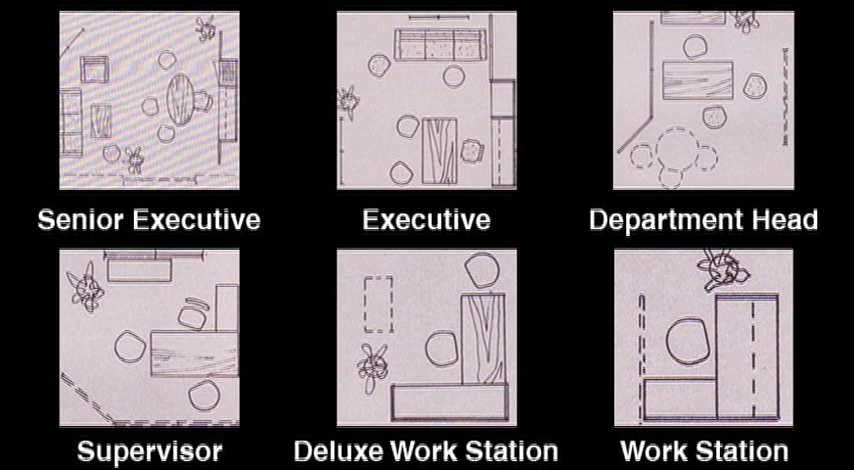 Senior Executive
Executive
Department Head
Supervisor
Deluxe Work Station
Work Station